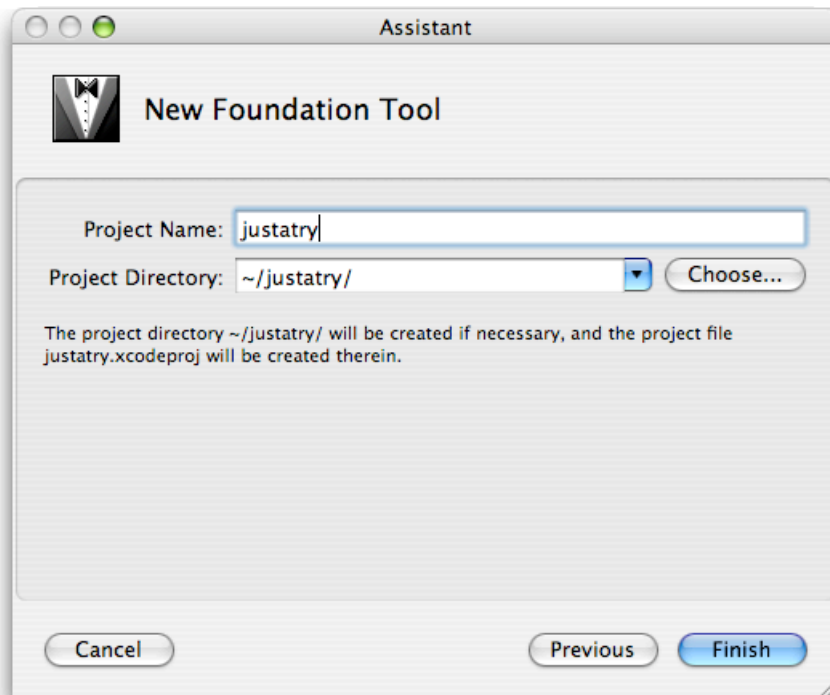 Assistant
New Foundation Tool
Project Name: justatry
Project Directory: ~/justatry/ Choose...
The project directory ~/justatry/ will be created if necessary, and the project file
justatry.xcodeproj will be created therein.
Cancel Previous Finish